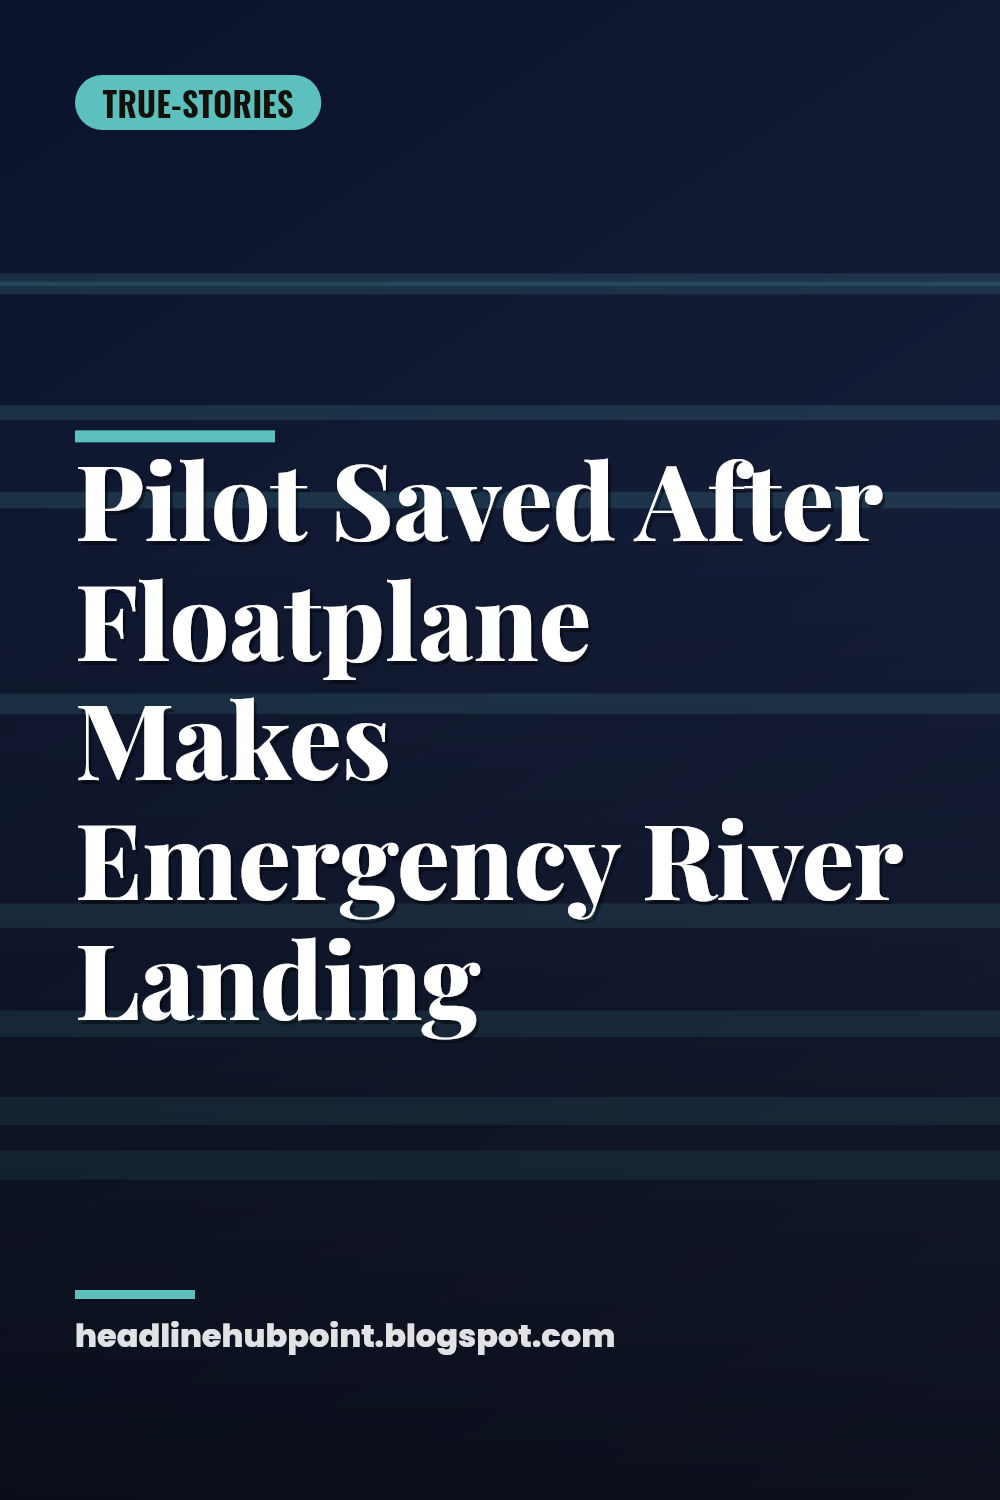 TRUE-STORIES
Pilot Saved After
Floatplane
Makes
Emergency River
Landing
headlinehubpoint.blogspot.com